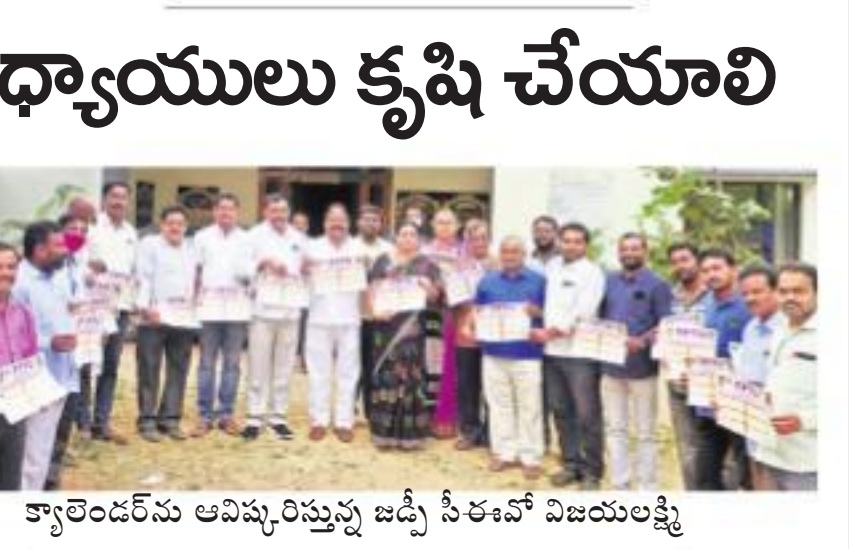 ధ్యాయులు కృషి చేయాలి
క్యాలెండర్‌ను ఆవిష్కరిస్తున్న జడ్పీ సీఈవో విజయలక్ష్మి